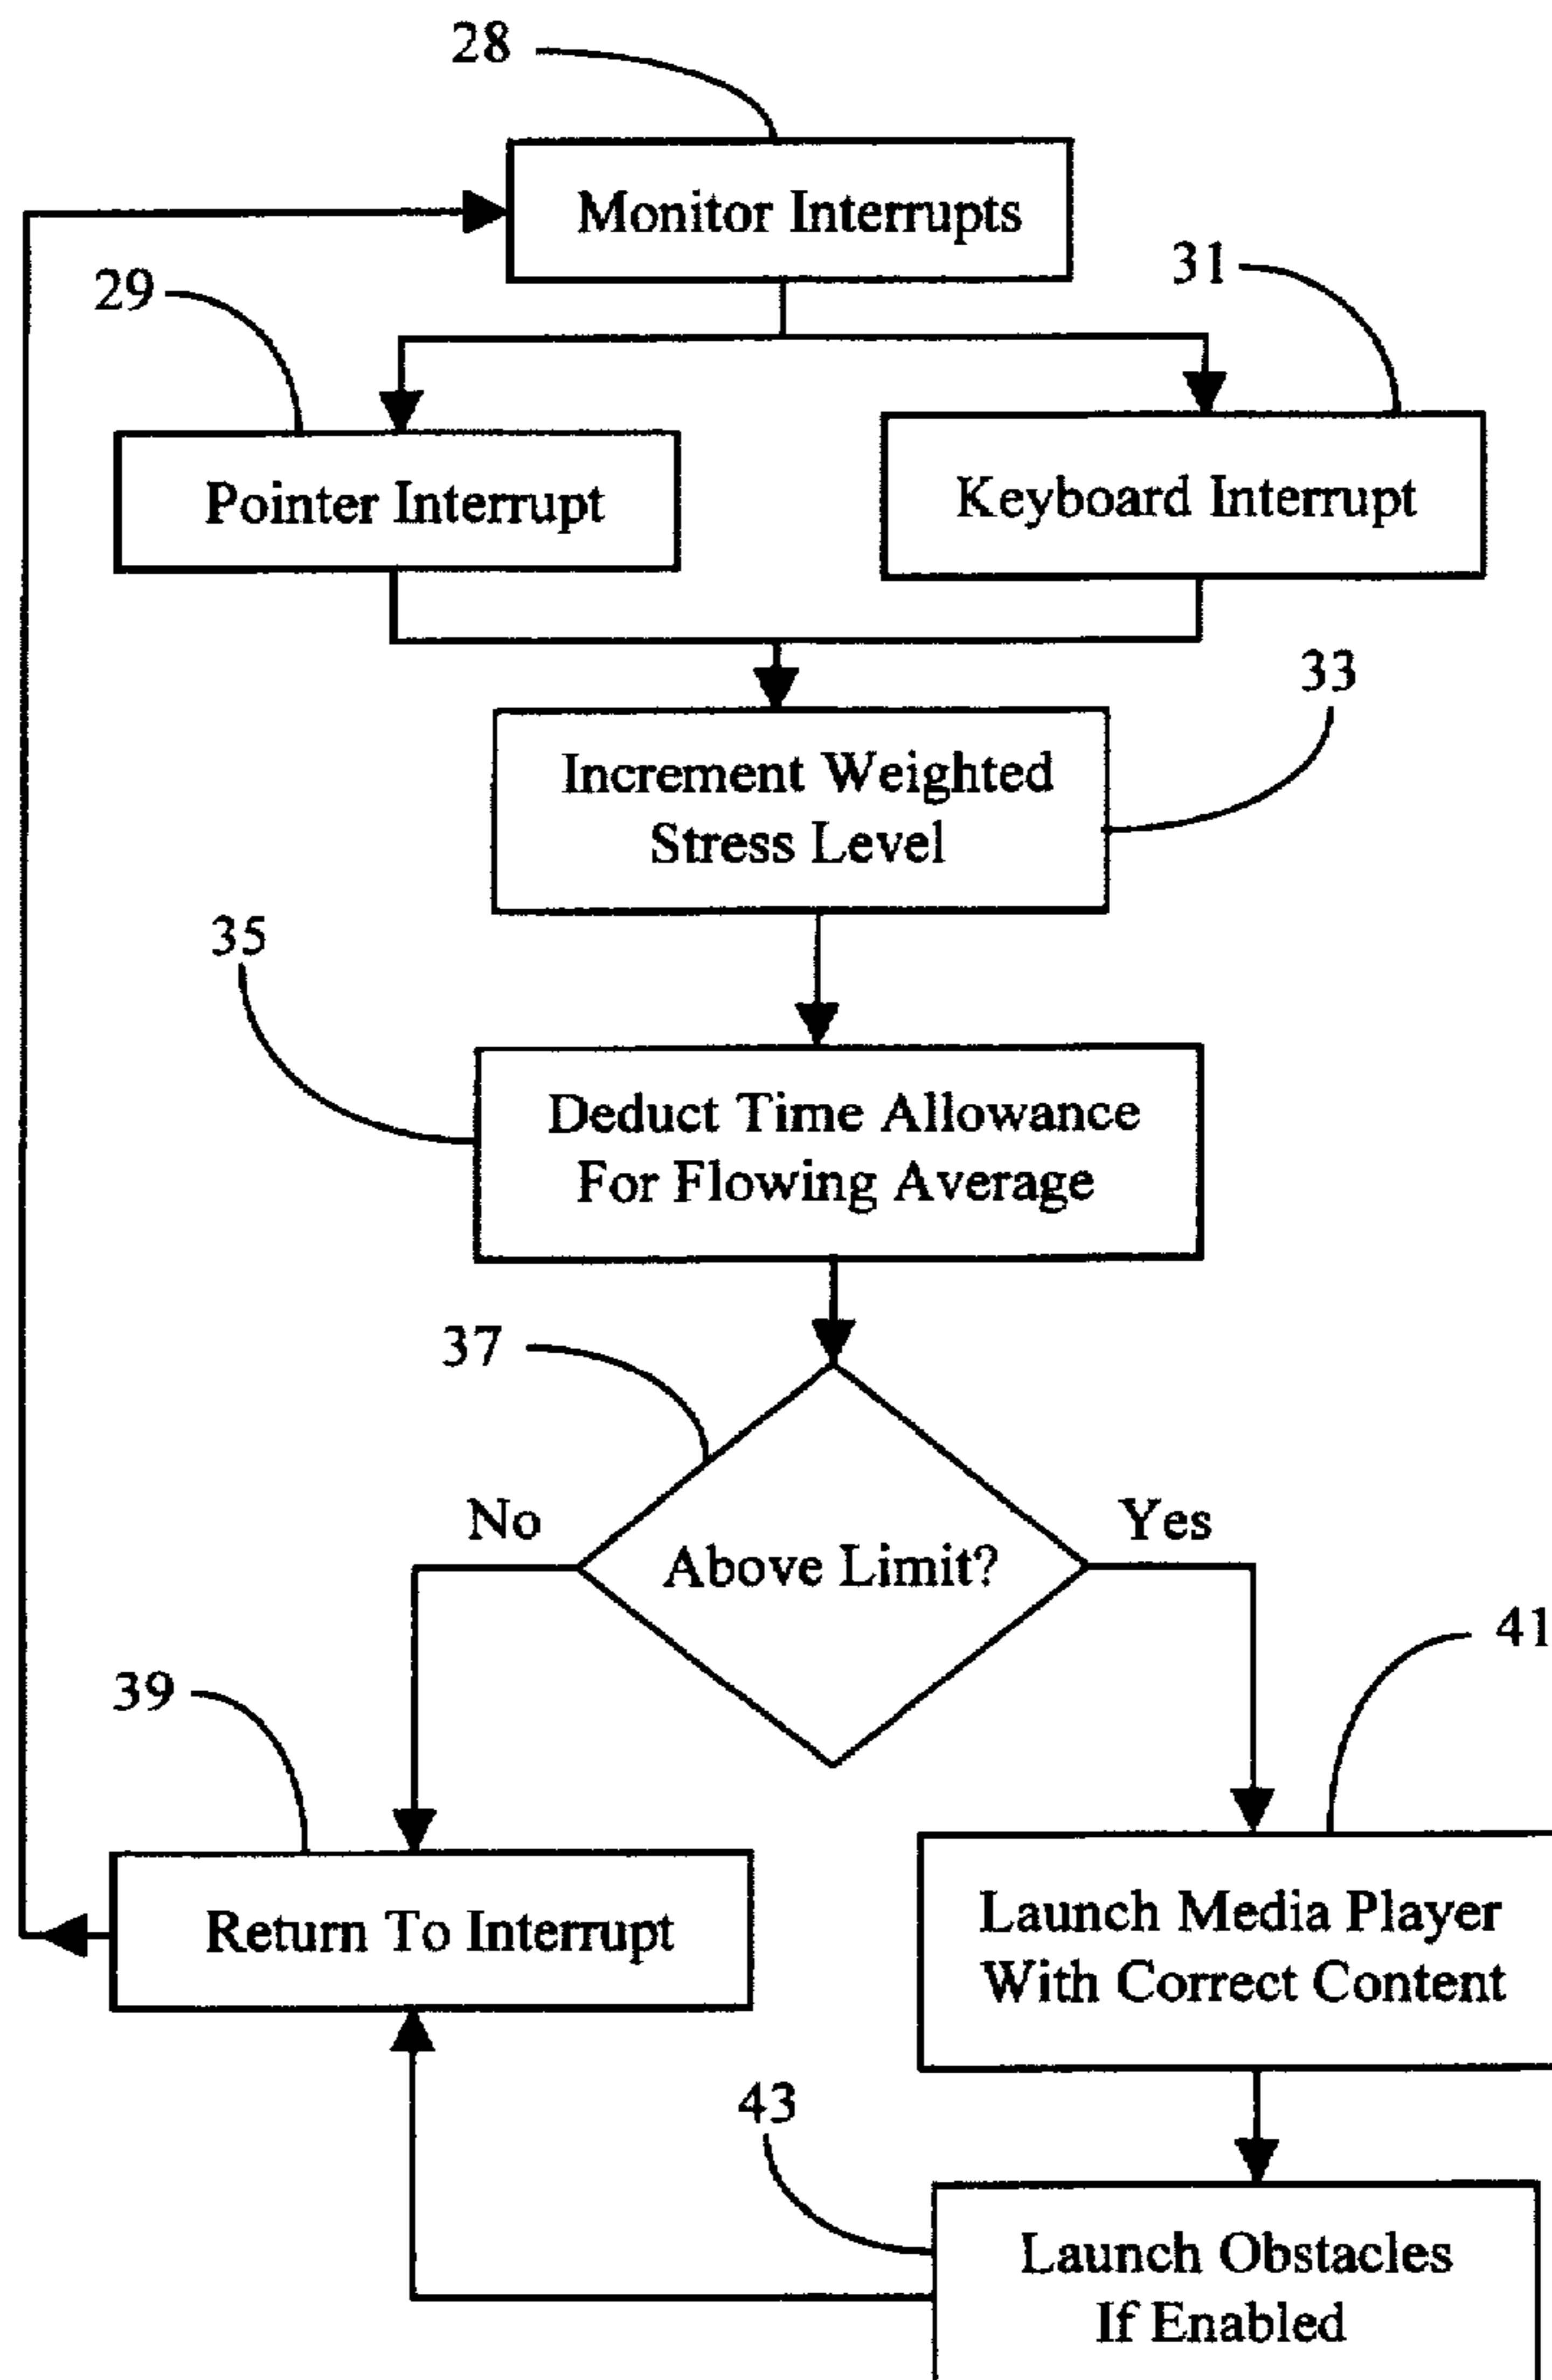 28
Monitor Interrupts
29
31
Pointer Interrupt
Keyboard Interrupt
33
Increment Weighted
Stress Level
35
Deduct Time Allowance
For Flowing Average
37
No
Yes
Above Limit?
41
39
Launch Media Player
Return To Interrupt
With Correct Content
43
Launch Obstacles
If Enabled